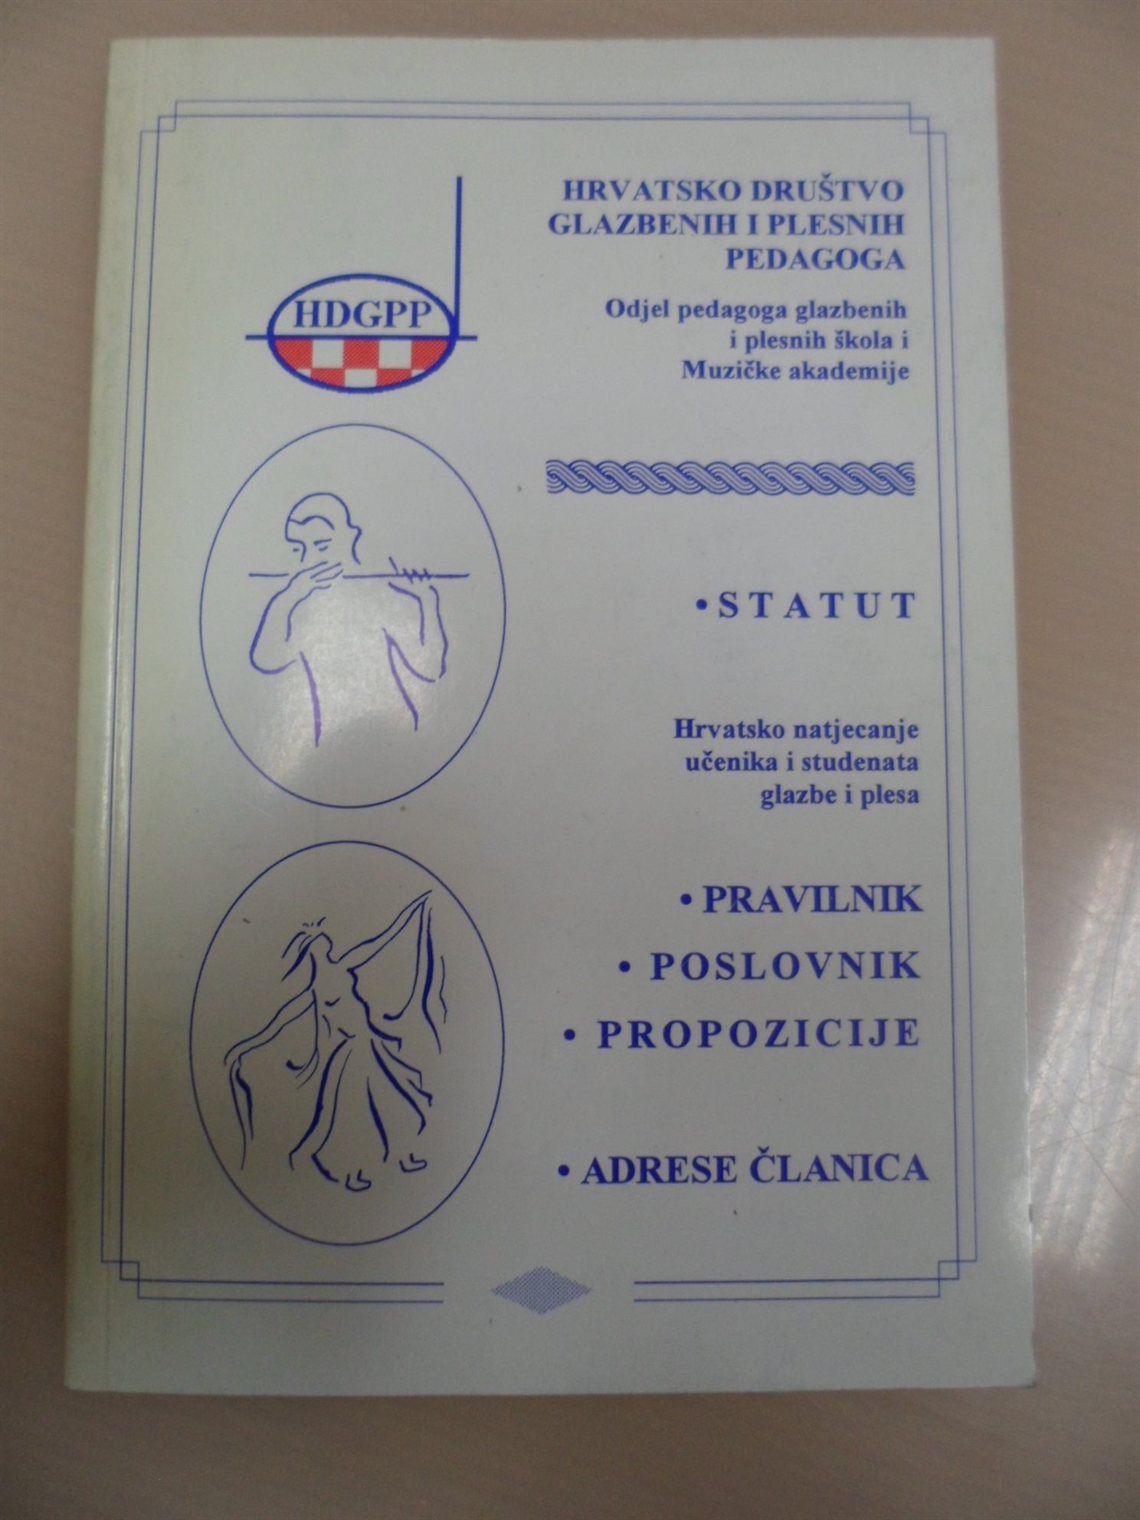 HDGPP
HRVATSKO DRUŠTVO
GLAZBENIH I PLESNIH
PEDAGOGA
Odjel pedagoga glazbenih
i plesnih škola i
Muzičke akademije
• STATUT
Hrvatsko natjecanje
učenika i studenata
glazbe i plesa
• PRAVILNIK
• POSLOVNIK
• PROPOZICIJE
• ADRESE ČLANICA